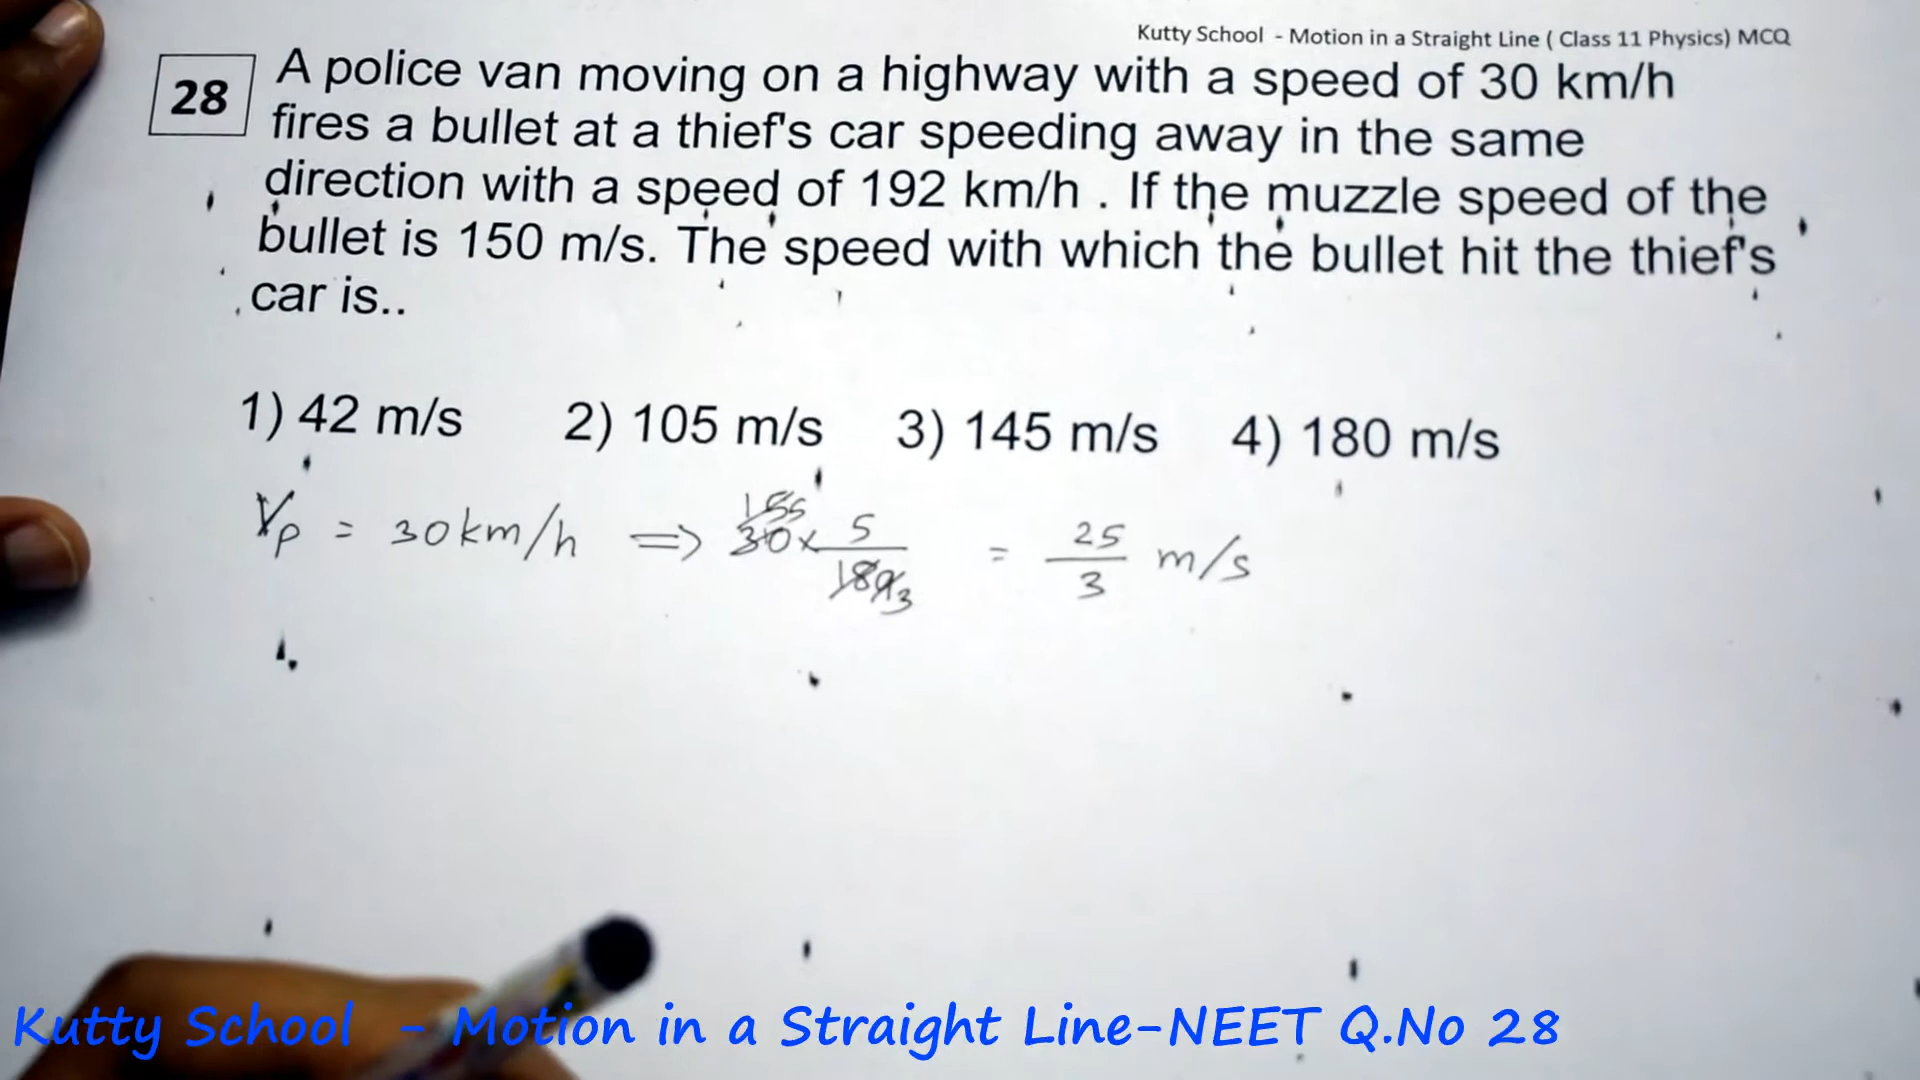 Kutty School - Motion in a Straight Line ( Class 11 Physics) MCQ
28
A police van moving on a highway with a speed of 30 km/h
fires a bullet at a thief's car speeding away in the same
direction with a speed of 192 km/h . If the muzzle speed of the
bullet is 150 m/s. The speed with which the bullet hit the thief's
car is..
1) 42 m/s 2) 105 m/s 3) 145 m/s 4) 180 m/s
Vp = 30km/h ⇒ 30 × 5/18 = 25/3 m/s
Kutty School - Motion in a Straight Line-NEET Q.No 28